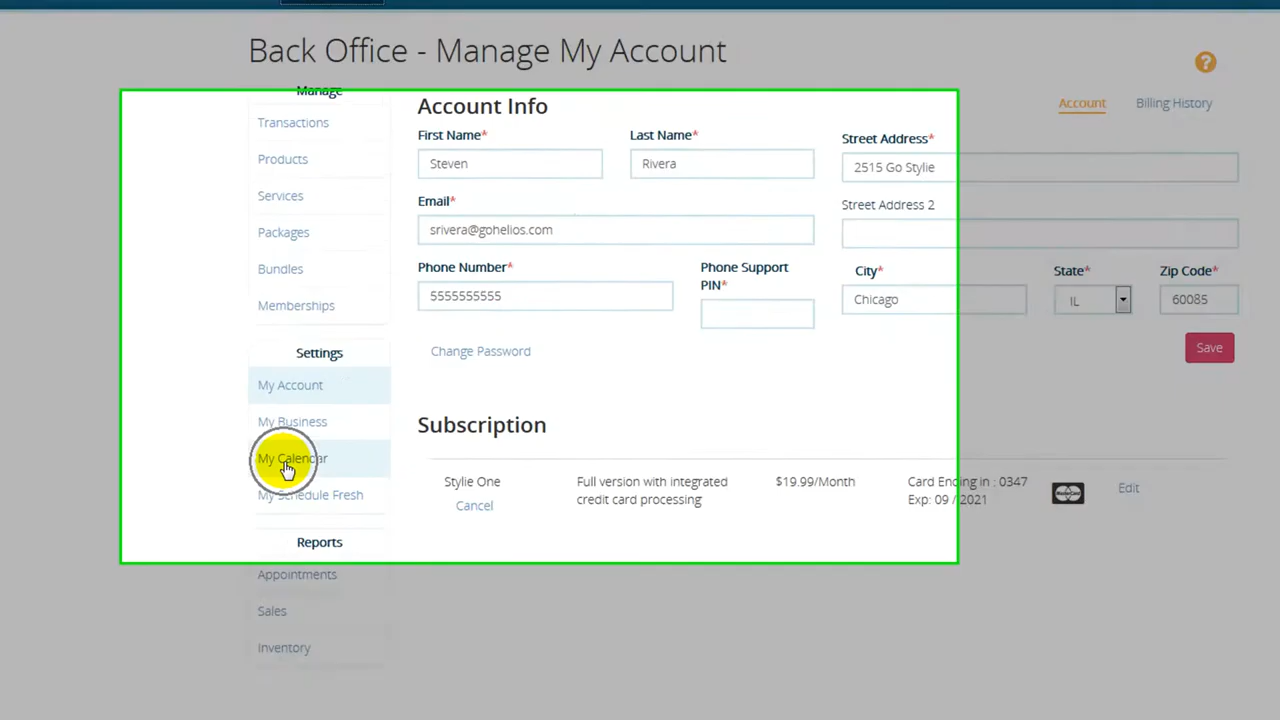 Back Office - Manage My Account
?
Account
Billing History
Manage
Transactions
Products
Services
Packages
Bundles
Memberships
Settings
My Account
My Business
My Calendar
My Schedule Fresh
Reports
Appointments
Sales
Inventory
Account Info
First Name*
Last Name*
Steven
Rivera
Email*
srivera@gohelios.com
Phone Number*
Phone Support
PIN*
5555555555
Change Password
Street Address*
2515 Go Stylie
Street Address 2
City*
State*
Zip Code*
Chicago
IL
60085
Save
Subscription
Stylie One
Cancel
Full version with integrated
credit card processing
$19.99/Month
Card Ending in : 0347
Exp: 09 / 2021
MasterCard
Edit